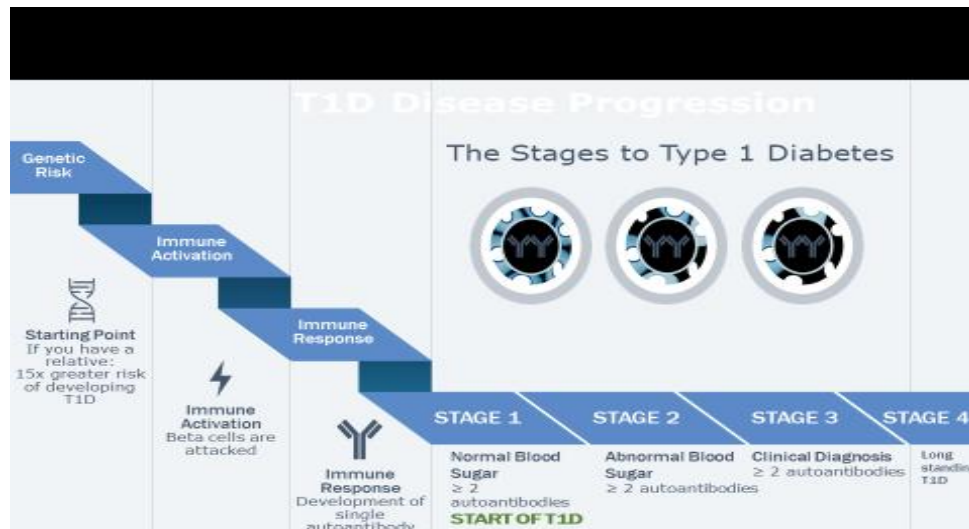 T1D Disease Progression
The Stages to Type 1 Diabetes
Genetic
Risk
Immune
Activation
Immune
Response
Starting Point
If you have a
relative:
15x greater risk
of developing
T1D
Immune
Activation
Beta cells are
attacked
Immune
Response
Development of
single
autoantibody
STAGE 1
STAGE 2
STAGE 3
STAGE 4
Normal Blood
Sugar
≥ 2
autoantibodies
START OF T1D
Abnormal Blood
Sugar
≥ 2 autoantibodies
Clinical Diagnosis
≥ 2 autoantibodies
Long
standin
T1D